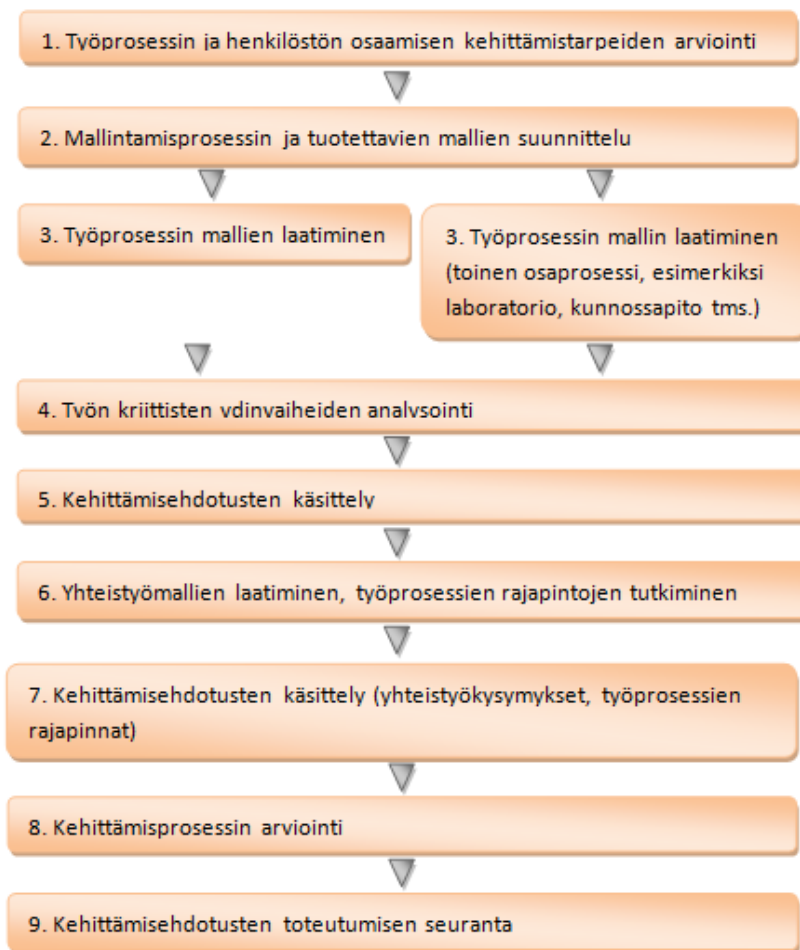 1. Työprosessin ja henkilöstön osaamisen kehittämistarpeiden arviointi
2. Mallintamisprosessin ja tuotettavien mallien suunnittelu
3. Työprosessin mallien laatiminen
3. Työprosessin mallin laatiminen
(toinen osaprosessi, esimerkiksi
laboratorio, kunnossapito tms.)
4. Työn kriittisten ydinvaiheiden analysointi
5. Kehittämisehdotusten käsittely
6. Yhteistyömallien laatiminen, työprosessien rajapintojen tutkiminen
7. Kehittämisehdotusten käsittely (yhteistyökysymykset, työprosessien
rajapinnat)
8. Kehittämisprosessin arviointi
9. Kehittämisehdotusten toteutumisen seuranta